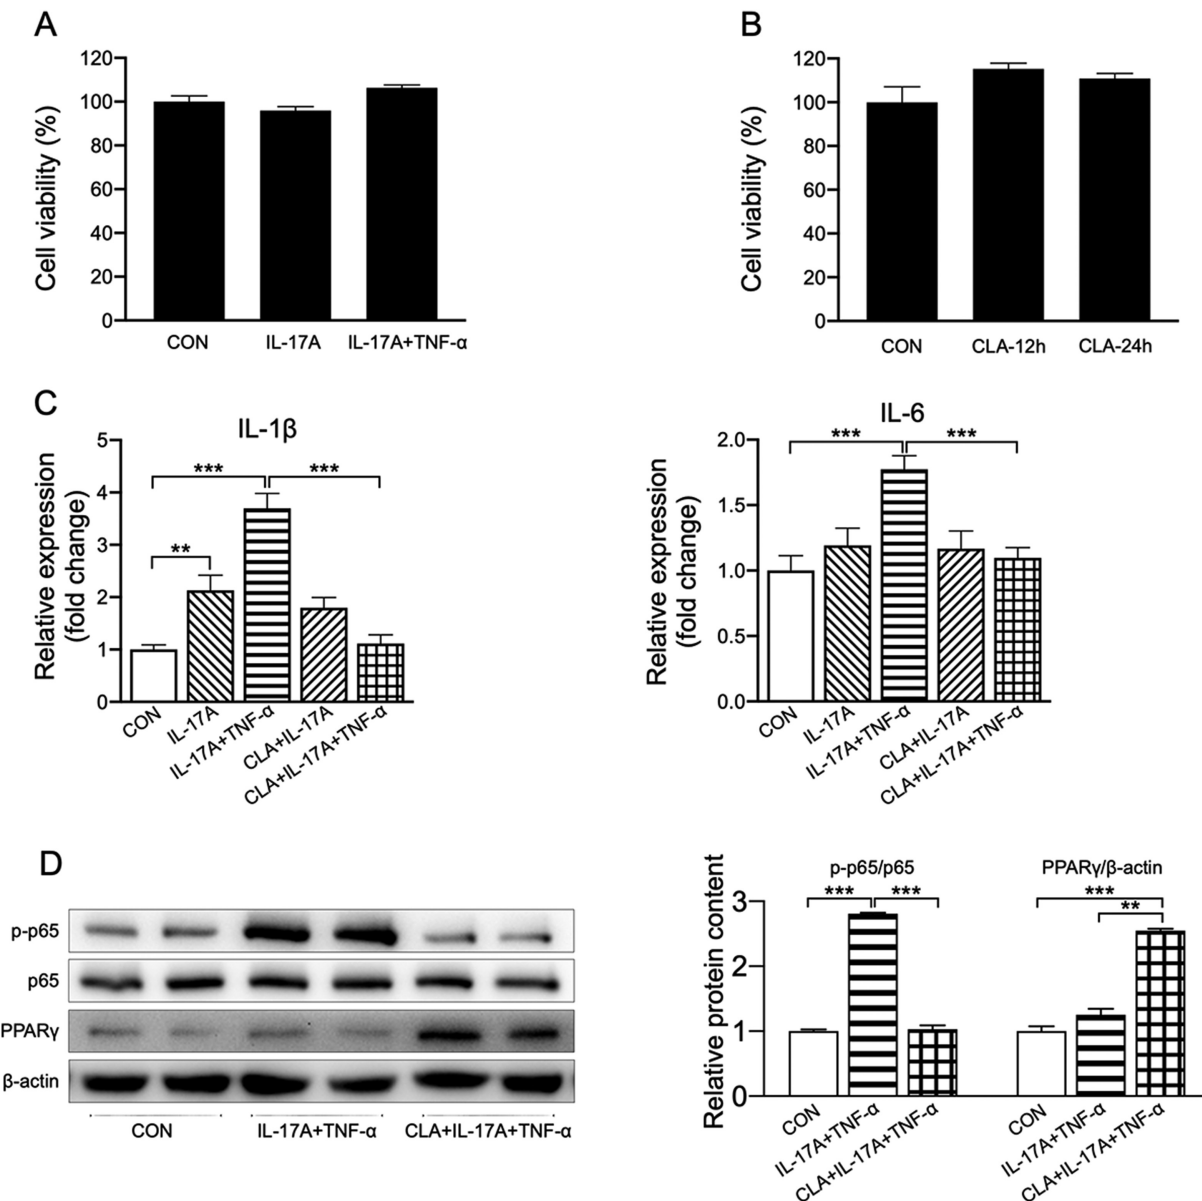 A
Cell viability (%)
120
100
80
60
40
20
0
CON
IL-17A
IL-17A+TNF-α
B
Cell viability (%)
120
100
80
60
40
20
0
CON
CLA-12h
CLA-24h
C
IL-1β
Relative expression
(fold change)
5
4
3
2
1
0
***
***
**
CON
IL-17A
IL-17A+TNF-α
CLA+IL-17A
CLA+IL-17A+TNF-α
IL-6
Relative expression
(fold change)
2.0
1.5
1.0
0.5
0.0
***
***
CON
IL-17A
IL-17A+TNF-α
CLA+IL-17A
CLA+IL-17A+TNF-α
D
p-p65
p65
PPARγ
β-actin
CON
IL-17A+TNF-α
CLA+IL-17A+TNF-α
Relative protein content
3
2
1
0
p-p65/p65
***
***
PPARγ/β-actin
***
**
CON
IL-17A+TNF-α
CLA+IL-17A+TNF-α
CON
IL-17A+TNF-α
CLA+IL-17A+TNF-α